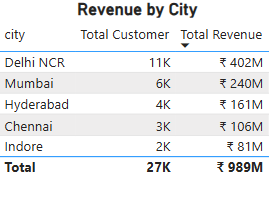 Revenue by City
city Total Customer Total Revenue
Delhi NCR 11K ₹ 402M
Mumbai 6K ₹ 240M
Hyderabad 4K ₹ 161M
Chennai 3K ₹ 106M
Indore 2K ₹ 81M
Total 27K ₹ 989M